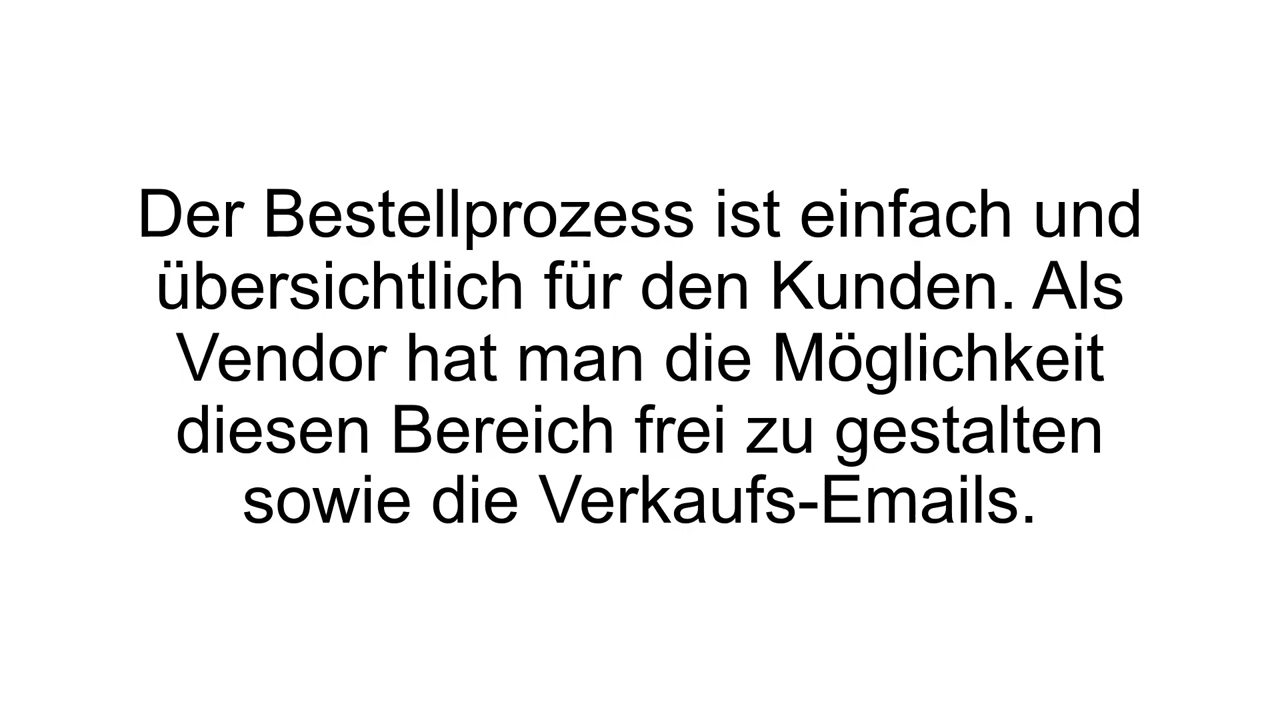 Der Bestellprozess ist einfach und
übersichtlich für den Kunden. Als
Vendor hat man die Möglichkeit
diesen Bereich frei zu gestalten
sowie die Verkaufs-Emails.